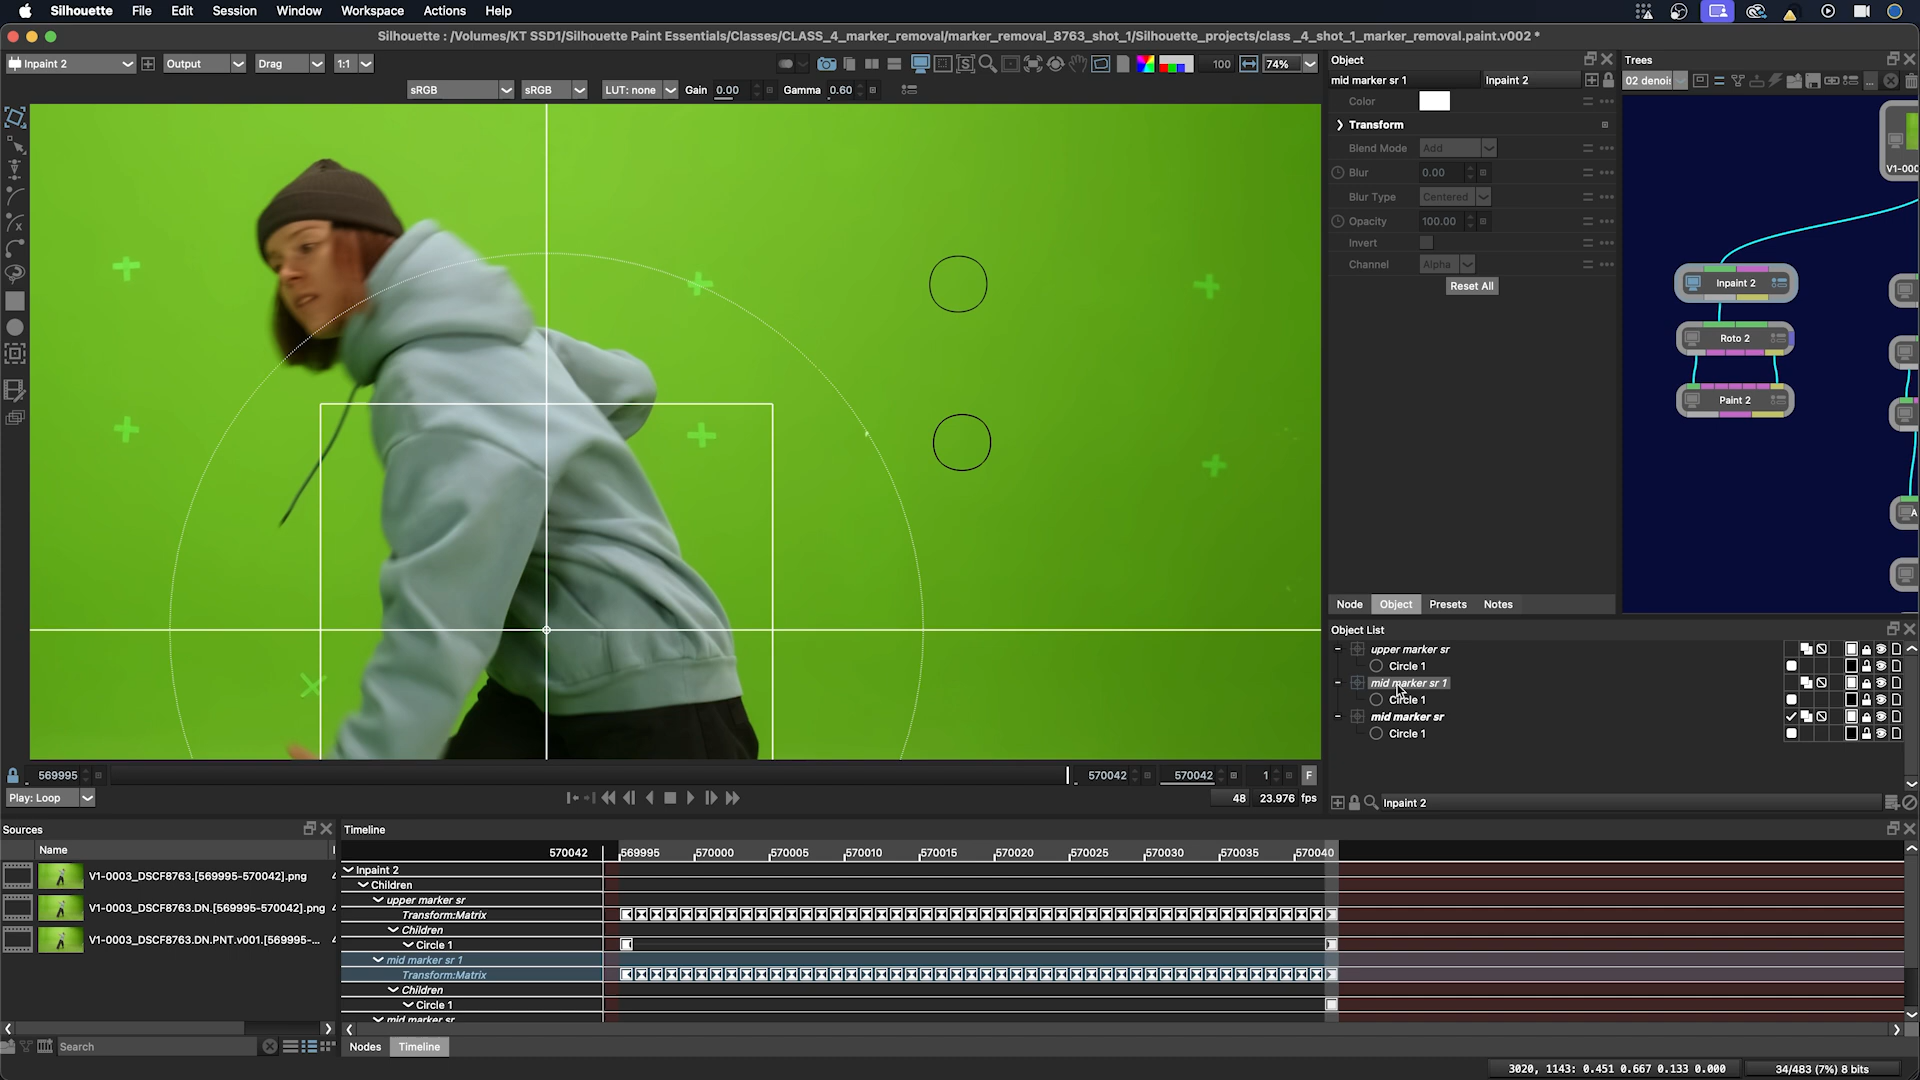 Silhouette File Edit Session Window Workspace Actions Help
Silhouette : /Volumes/KT SSD1/Silhouette Paint Essentials/Classes/CLASS_4_marker_removal/marker_removal_8763_shot_1/Silhouette_projects/class _4_shot_1_marker_removal.paint.v002 *
Inpaint 2 Output Drag 1:1 100 74%
sRGB sRGB LUT: none Gain 0.00 Gamma 0.60
Object
mid marker sr 1 Inpaint 2
Color
Transform
Blend Mode Add
Blur 0.00
Blur Type Centered
Opacity 100.00
Invert
Channel Alpha
Reset All
Node Object Presets Notes
Trees
02 denoi
V1-000
Inpaint 2
Roto 2
Paint 2
A
Object List
upper marker sr
Circle 1
mid marker sr 1
Circle 1
mid marker sr
Circle 1
Inpaint 2
569995 570042 570042 1 F
Play: Loop 48 23.976 fps
Sources
Name
V1-0003_DSCF8763.[569995-570042].png
V1-0003_DSCF8763.DN.[569995-570042].png
V1-0003_DSCF8763.DN.PNT.v001.[569995-...
Search
Timeline
570042 569995 570000 570005 570010 570015 570020 570025 570030 570035 570040
Inpaint 2
Children
upper marker sr
Transform:Matrix
Children
Circle 1
mid marker sr 1
Transform:Matrix
Children
Circle 1
mid marker sr
Nodes Timeline
3020, 1143: 0.451 0.667 0.133 0.000 34/483 (7%) 8 bits